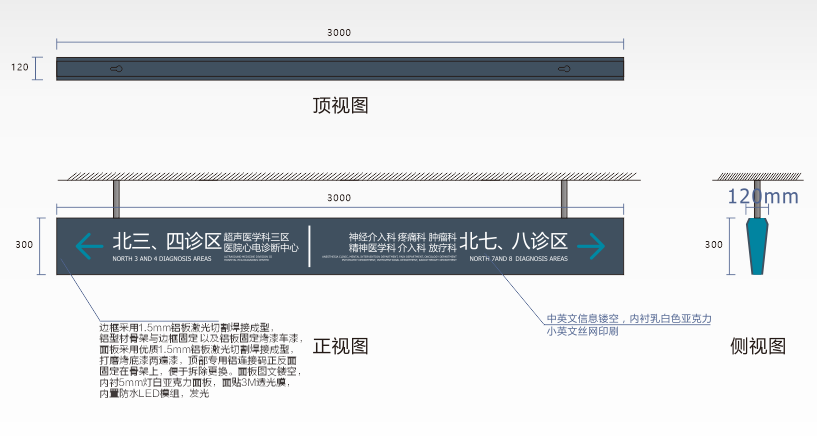 3000
120
顶视图
3000
120mm
300
北三、四诊区
超声医学科三区
医院心电诊断中心
NORTH 3 AND 4 DIAGNOSIS AREAS
神经介入科 疼痛科 肿瘤科
精神医学科 介入科 放疗科
北七、八诊区
NORTH 7AND 8 DIAGNOSIS AREAS
300
边框采用1.5mm铝板激光切割焊接成型，
铝型材骨架与边框固定以及铝板固定烤漆车漆，
面板采用优质1.5mm铝板激光切割焊接成型，
打磨烤底漆两遍漆，顶部专用铝连接码正反面
固定在骨架上，便于拆除更换。面板图文镂空，
内衬5mm灯白亚克力面板，面贴3M透光膜，
内置防水LED模组，发光
正视图
中英文信息镂空，内衬乳白色亚克力
小英文丝网印刷
侧视图